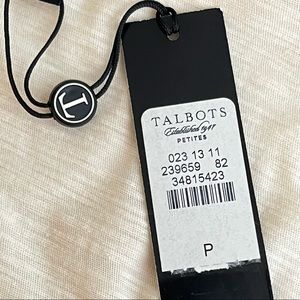 T
TALBOTS
Established 1947
PETITES
023 13 11
239659 82
34815423
P